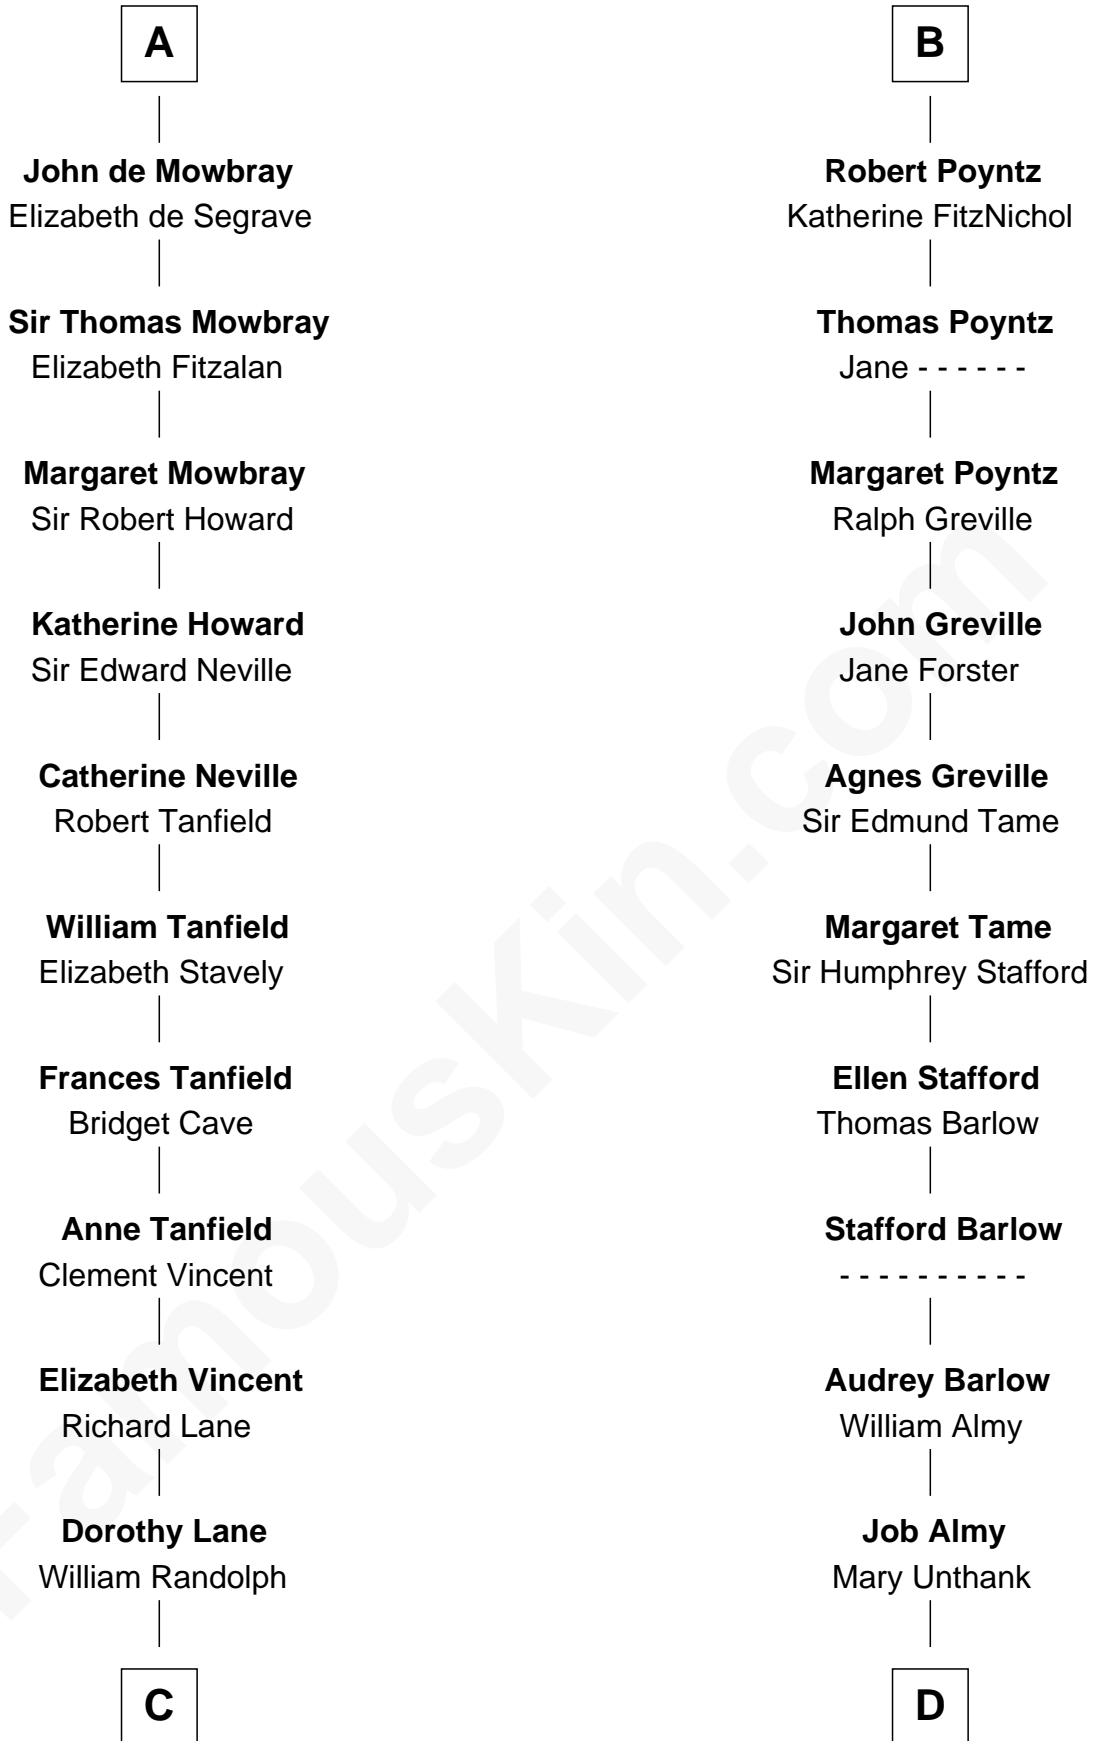 A
John de Mowbray
Elizabeth de Segrave
Sir Thomas Mowbray
Elizabeth Fitzalan
Margaret Mowbray
Sir Robert Howard
Katherine Howard
Sir Edward Neville
Catherine Neville
Robert Tanfield
William Tanfield
Elizabeth Stavely
Frances Tanfield
Bridget Cave
Anne Tanfield
Clement Vincent
Elizabeth Vincent
Richard Lane
Dorothy Lane
William Randolph
C
B
Robert Poyntz
Katherine FitzNichol
Thomas Poyntz
Jane - - - - - -
Margaret Poyntz
Ralph Greville
John Greville
Jane Forster
Agnes Greville
Sir Edmund Tame
Margaret Tame
Sir Humphrey Stafford
Ellen Stafford
Thomas Barlow
Stafford Barlow
- - - - - - - - - -
Audrey Barlow
William Almy
Job Almy
Mary Unthank
D
FamousKin.com